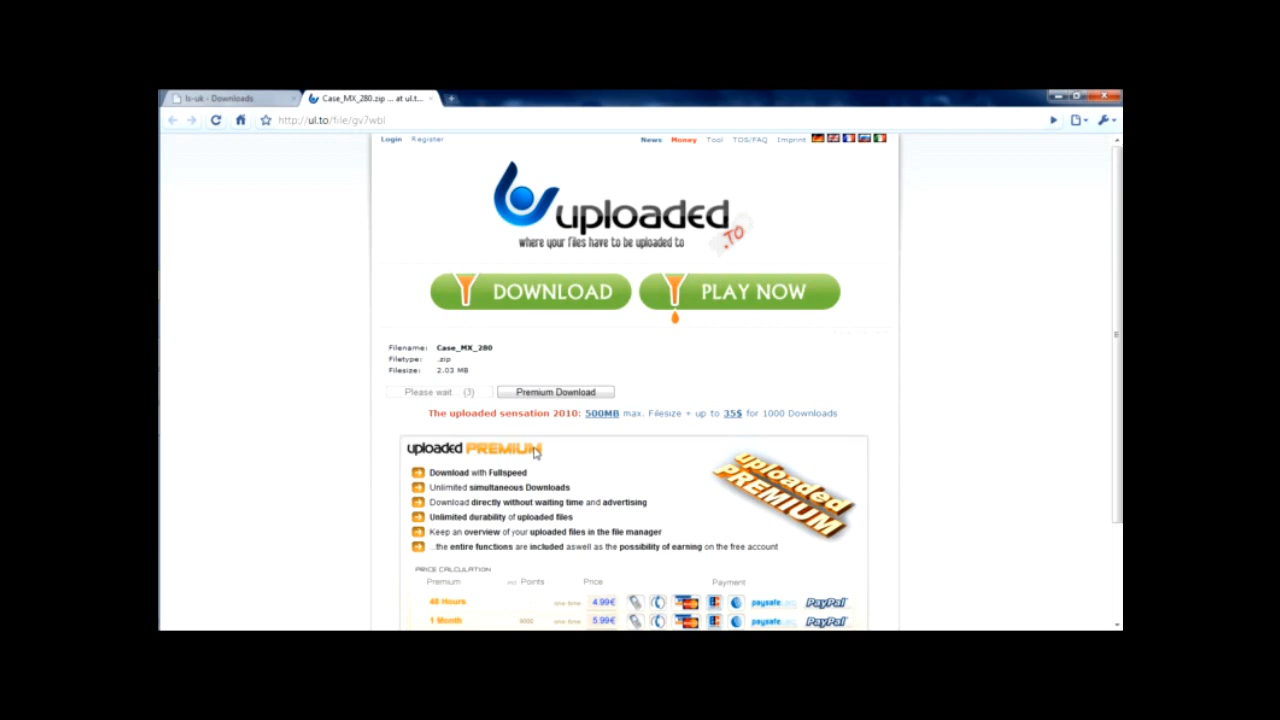 ls-uk - Downloads
Case_MX_280.zip ... at ul.t...
http://ul.to/file/gv7wbl
Login Register News Money Tool TOS/FAQ Imprint
uploaded
.TO
where your files have to be uploaded to
DOWNLOAD PLAY NOW
Filename: Case_MX_280
Filetype: .zip
Filesize: 2.03 MB
Please wait... (3) Premium Download
The uploaded sensation 2010: 500MB max. Filesize + up to 35$ for 1000 Downloads
uploaded PREMIUM
uploaded PREMIUM
Download with Fullspeed
Unlimited simultaneous Downloads
Download directly without waiting time and advertising
Unlimited durability of uploaded files
Keep an overview of your uploaded files in the file manager
...the entire functions are included aswell as the possibility of earning on the free account
PRICE CALCULATION
Premium incl. Points Price Payment
48 Hours one-time 4.99€ paysafe PayPal
1 Month 9000 one-time 5.99€ paysafe PayPal